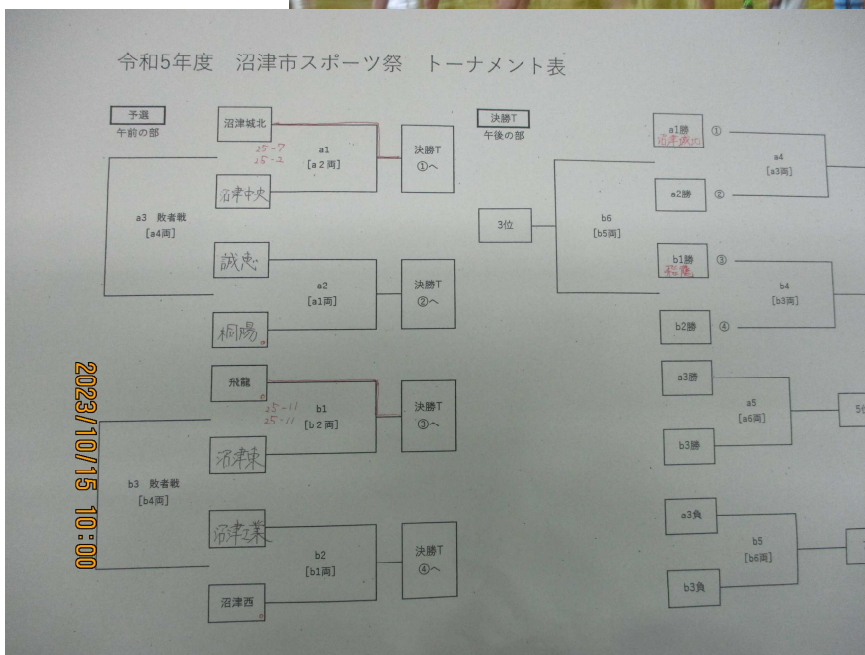 令和5年度 沼津市スポーツ祭 トーナメント表
予選
午前の部
沼津城北
25-7
25-2
a1
[a2両]
決勝T
①へ
沼津中央
a3 敗者戦
[a4両]
誠恵
a2
[a1両]
決勝T
②へ
桐陽
飛龍
25-11
25-11
b1
[b2両]
決勝T
③へ
沼津東
b3 敗者戦
[b4両]
沼津工業
b2
[b1両]
決勝T
④へ
沼津西
決勝T
午後の部
a1勝
沼津城北
①
a4
[a3両]
a2勝
②
3位
b6
[b5両]
b1勝
飛龍
③
b4
[b3両]
b2勝
④
a3勝
a5
[a6両]
5位
b3勝
a3負
b5
[b6両]
b3負
2023/10/15 10:00